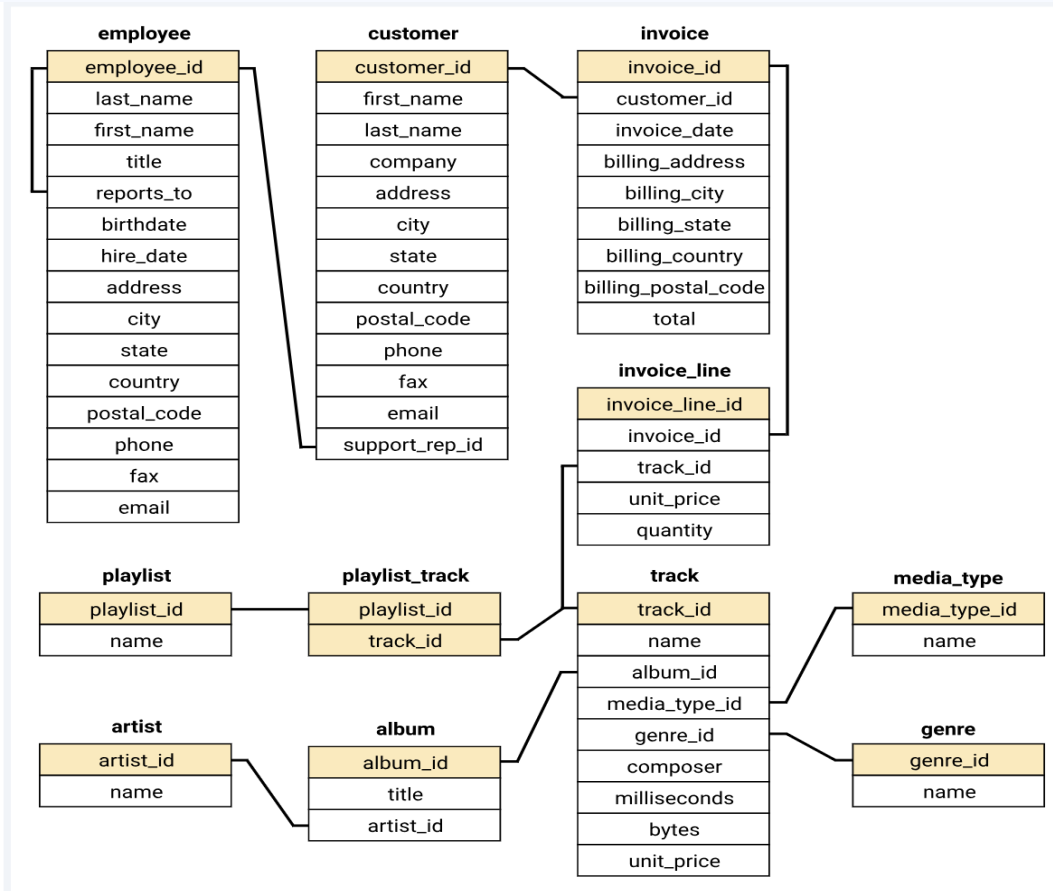 employee
employee_id
last_name
first_name
title
reports_to
birthdate
hire_date
address
city
state
country
postal_code
phone
fax
email
customer
customer_id
first_name
last_name
company
address
city
state
country
postal_code
phone
fax
email
support_rep_id
invoice
invoice_id
customer_id
invoice_date
billing_address
billing_city
billing_state
billing_country
billing_postal_code
total
invoice_line
invoice_line_id
invoice_id
track_id
unit_price
quantity
playlist
playlist_id
name
playlist_track
playlist_id
track_id
track
track_id
name
album_id
media_type_id
genre_id
composer
milliseconds
bytes
unit_price
media_type
media_type_id
name
artist
artist_id
name
album
album_id
title
artist_id
genre
genre_id
name